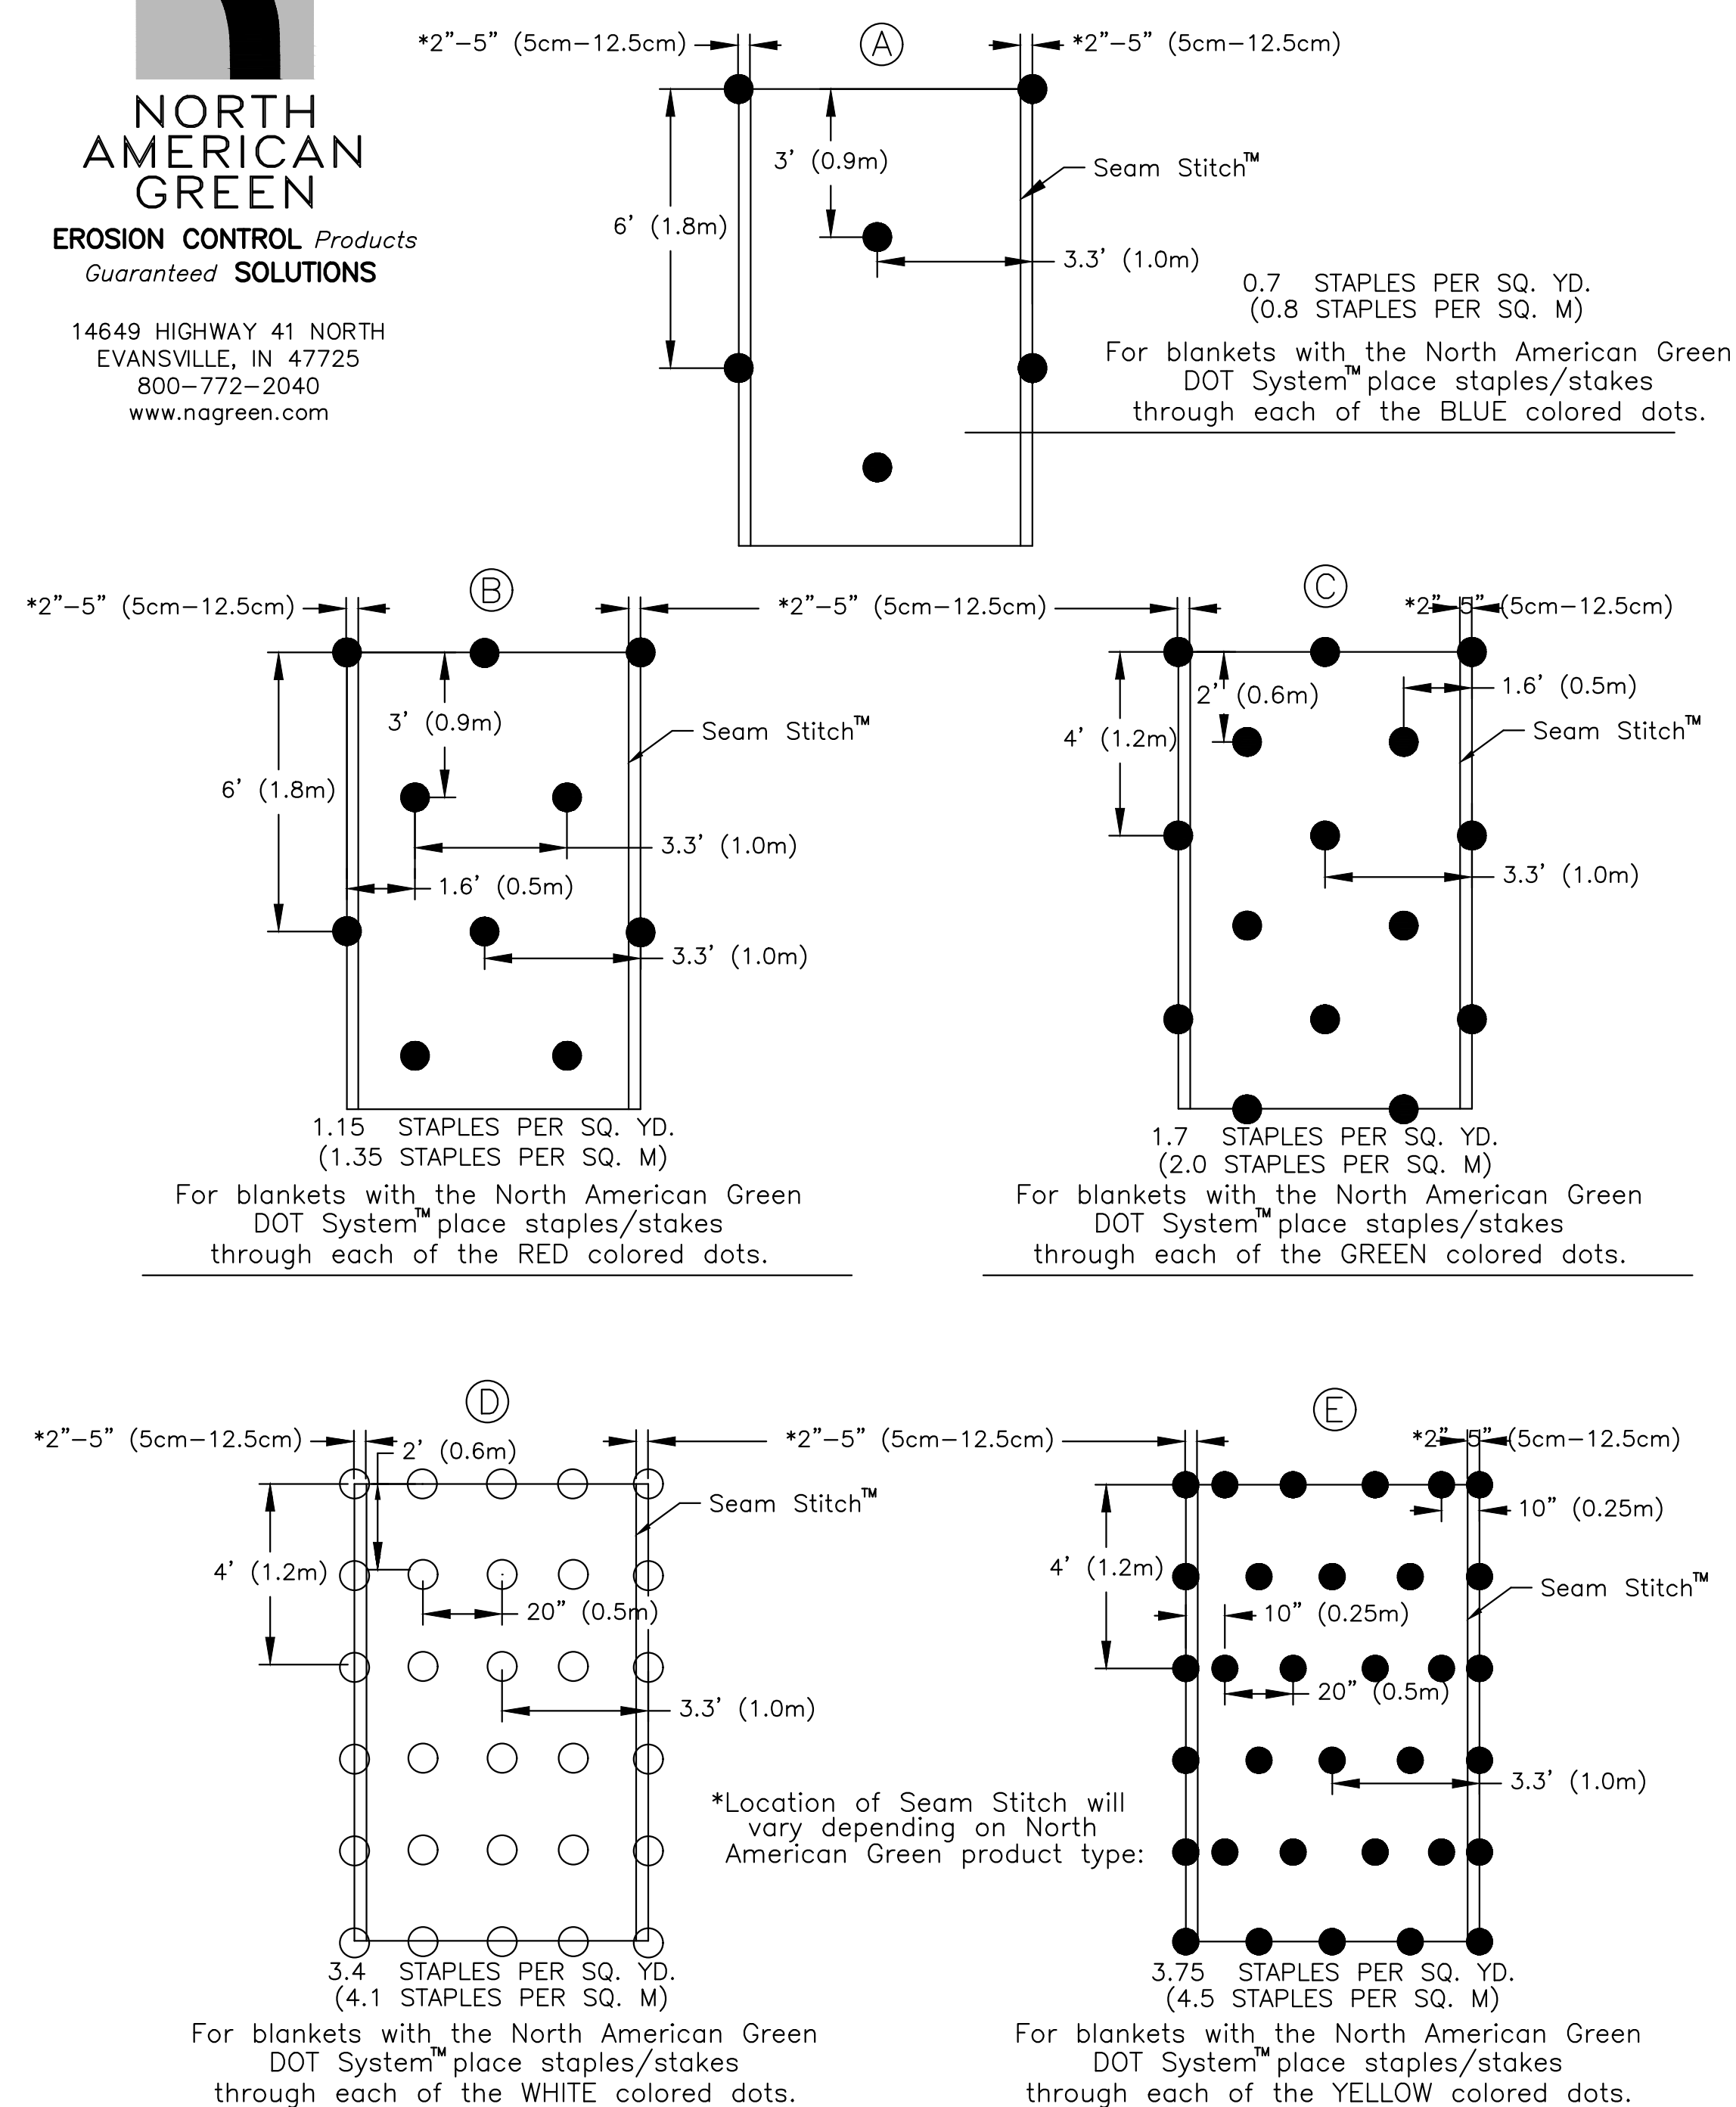 NORTH
AMERICAN
GREEN
EROSION CONTROL Products
Guaranteed SOLUTIONS
14649 HIGHWAY 41 NORTH
EVANSVILLE, IN 47725
800-772-2040
www.nagreen.com
*2"-5" (5cm-12.5cm)
A
*2"-5" (5cm-12.5cm)
3' (0.9m)
Seam Stitch™
6' (1.8m)
3.3' (1.0m)
0.7 STAPLES PER SQ. YD.
(0.8 STAPLES PER SQ. M)
For blankets with the North American Green
DOT System™ place staples/stakes
through each of the BLUE colored dots.
*2"-5" (5cm-12.5cm)
B
*2"-5" (5cm-12.5cm)
3' (0.9m)
Seam Stitch™
6' (1.8m)
3.3' (1.0m)
1.6' (0.5m)
3.3' (1.0m)
1.15 STAPLES PER SQ. YD.
(1.35 STAPLES PER SQ. M)
For blankets with the North American Green
DOT System™ place staples/stakes
through each of the RED colored dots.
C
*2"-5" (5cm-12.5cm)
2' (0.6m)
1.6' (0.5m)
4' (1.2m)
Seam Stitch™
3.3' (1.0m)
1.7 STAPLES PER SQ. YD.
(2.0 STAPLES PER SQ. M)
For blankets with the North American Green
DOT System™ place staples/stakes
through each of the GREEN colored dots.
D
*2"-5" (5cm-12.5cm)
2' (0.6m)
*2"-5" (5cm-12.5cm)
Seam Stitch™
4' (1.2m)
20" (0.5m)
3.3' (1.0m)
3.4 STAPLES PER SQ. YD.
(4.1 STAPLES PER SQ. M)
For blankets with the North American Green
DOT System™ place staples/stakes
through each of the WHITE colored dots.
*Location of Seam Stitch will
vary depending on North
American Green product type:
E
*2"-5" (5cm-12.5cm)
10" (0.25m)
4' (1.2m)
Seam Stitch™
10" (0.25m)
20" (0.5m)
3.3' (1.0m)
3.75 STAPLES PER SQ. YD.
(4.5 STAPLES PER SQ. M)
For blankets with the North American Green
DOT System™ place staples/stakes
through each of the YELLOW colored dots.